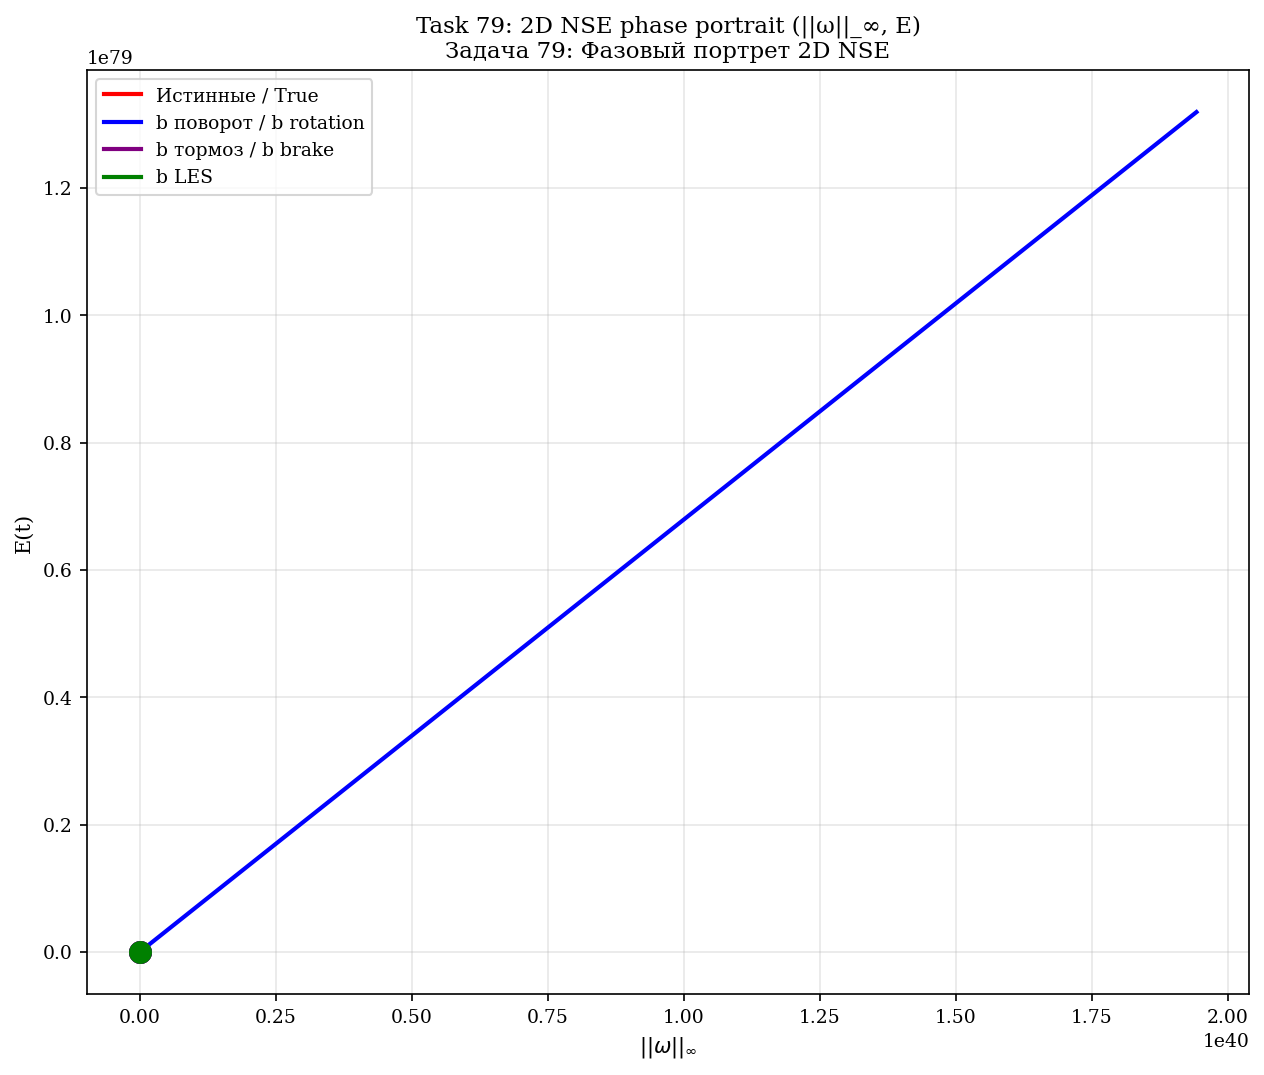 Task 79: 2D NSE phase portrait (||ω||_∞, E)
Задача 79: Фазовый портрет 2D NSE
1e79
Истинные / True
b поворот / b rotation
b тормоз / b brake
b LES
1.2
1.0
0.8
0.6
0.4
0.2
0.0
E(t)
0.00 0.25 0.50 0.75 1.00 1.25 1.50 1.75 2.00
1e40
||ω||∞